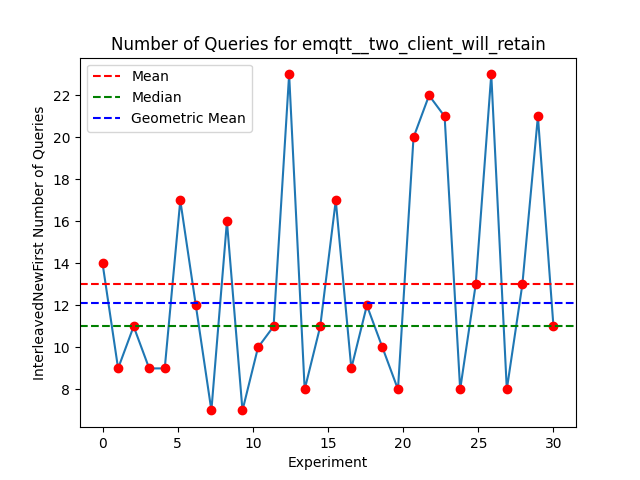 Number of Queries for emqtt__two_client_will_retain
Mean
Median
Geometric Mean
InterleavedNewFirst Number of Queries
22
20
18
16
14
12
10
8
0 5 10 15 20 25 30
Experiment